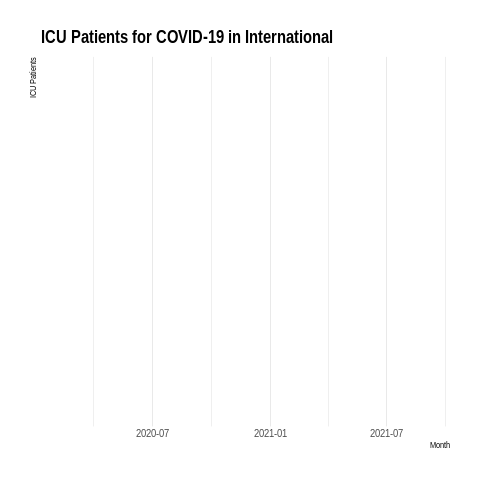 ICU Patients for COVID-19 in International
ICU Patients
2020-07 2021-01 2021-07
Month